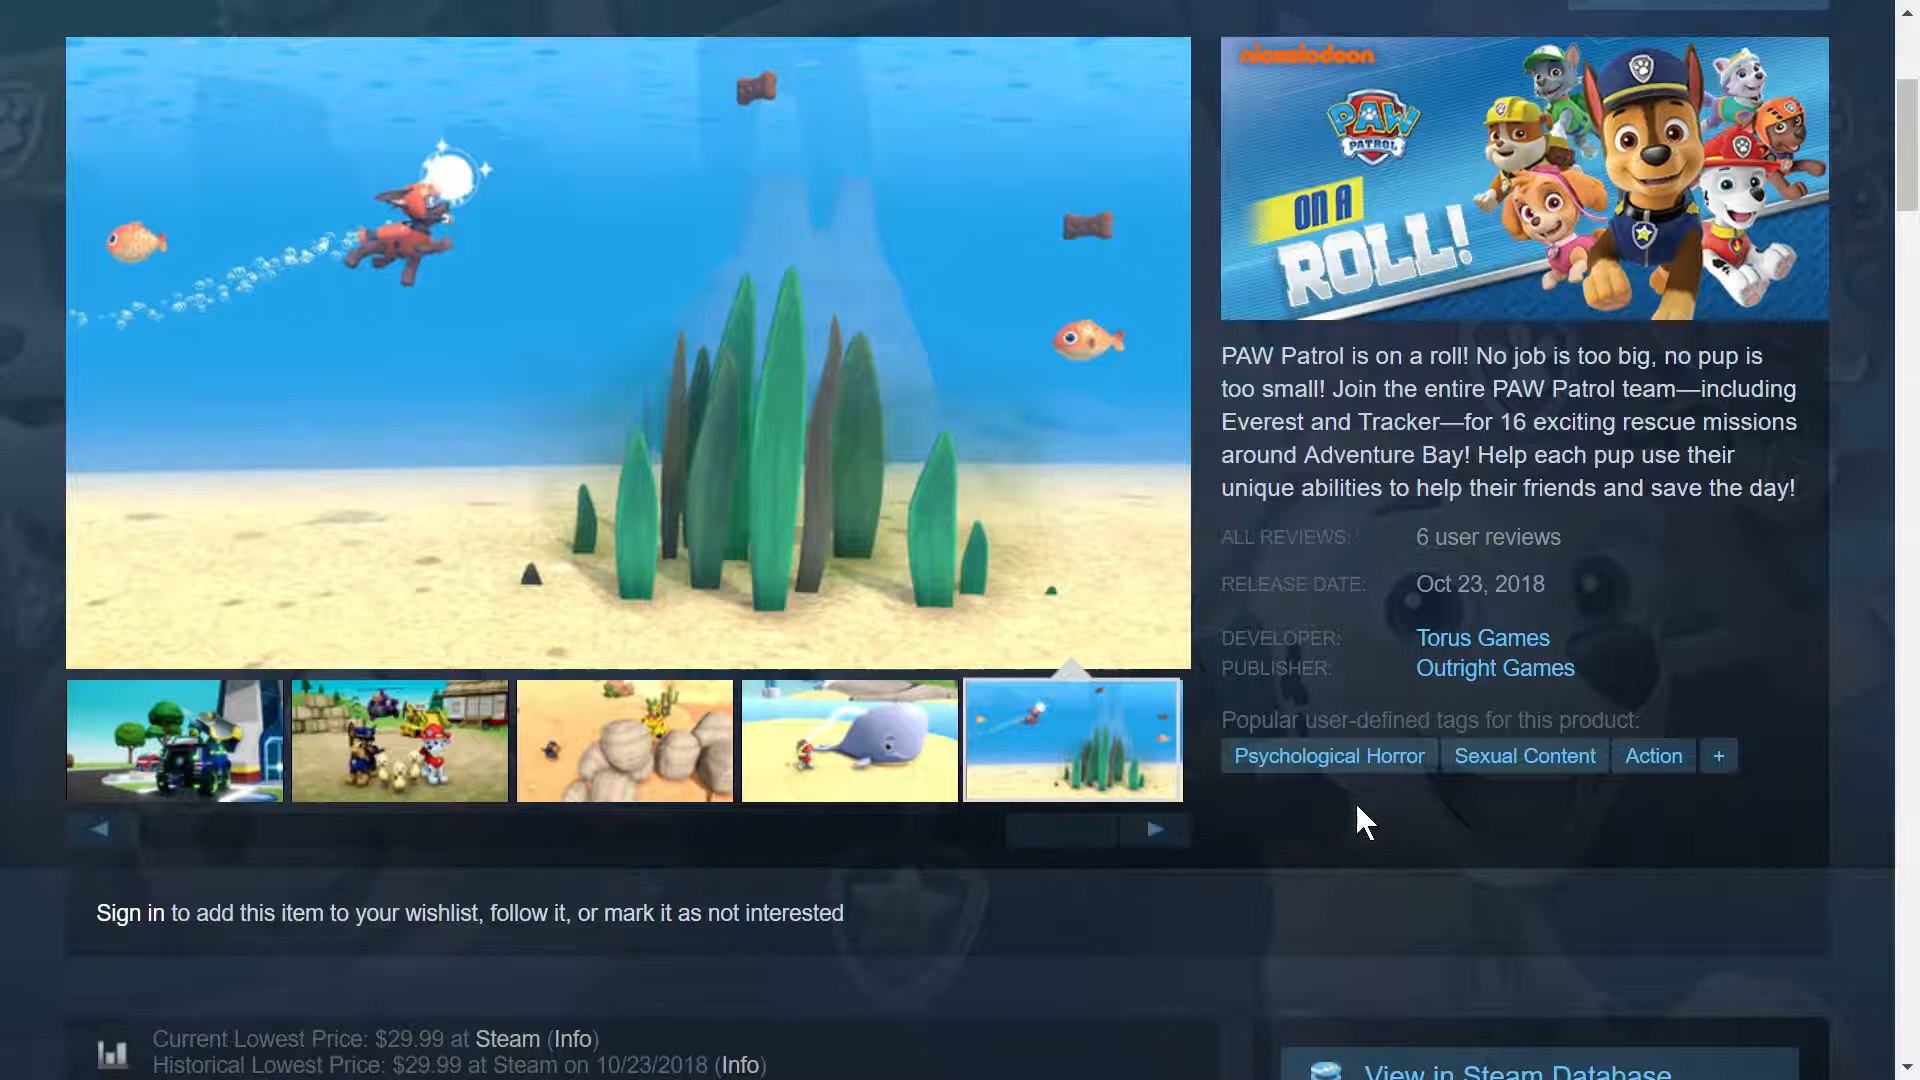 nickelodeon
PAW
PATROL
ON A
ROLL!
PAW Patrol is on a roll! No job is too big, no pup is
too small! Join the entire PAW Patrol team—including
Everest and Tracker—for 16 exciting rescue missions
around Adventure Bay! Help each pup use their
unique abilities to help their friends and save the day!
ALL REVIEWS: 6 user reviews
RELEASE DATE: Oct 23, 2018
DEVELOPER: Torus Games
PUBLISHER: Outright Games
Popular user-defined tags for this product:
Psychological Horror Sexual Content Action +
Sign in to add this item to your wishlist, follow it, or mark it as not interested
Current Lowest Price: $29.99 at Steam (Info)
Historical Lowest Price: $29.99 at Steam on 10/23/2018 (Info)
View in Steam Database